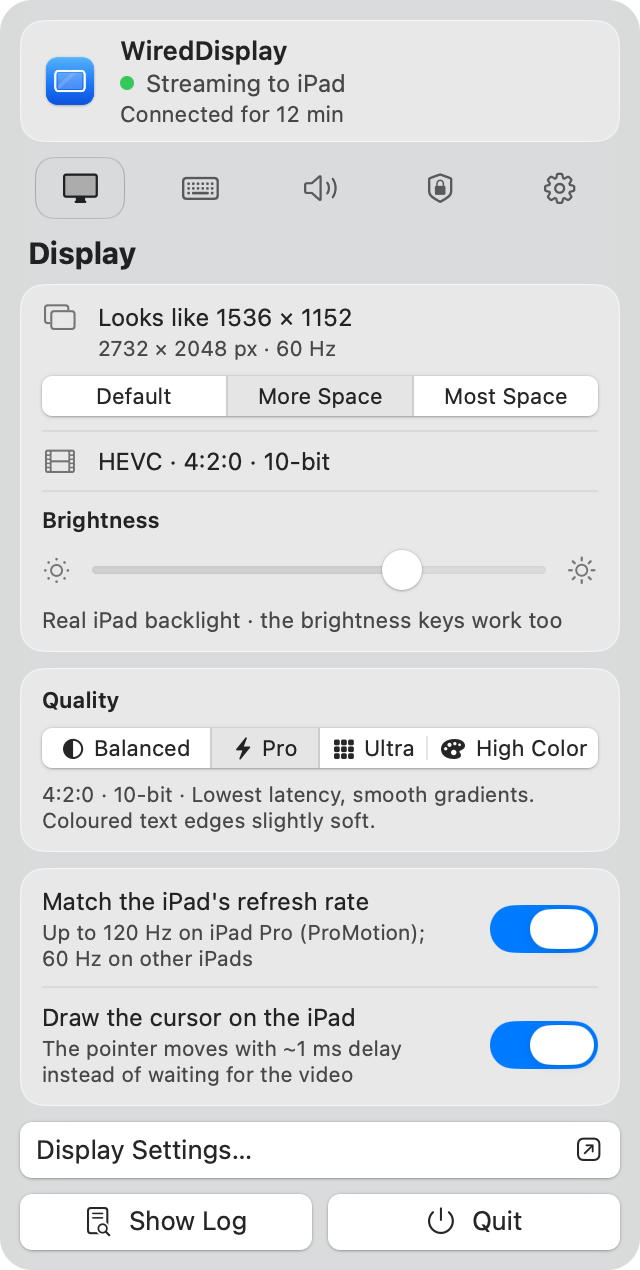 WiredDisplay
Streaming to iPad
Connected for 12 min
Display
Looks like 1536 × 1152
2732 × 2048 px · 60 Hz
Default More Space Most Space
HEVC · 4:2:0 · 10-bit
Brightness
Real iPad backlight · the brightness keys work too
Quality
Balanced Pro Ultra High Color
4:2:0 · 10-bit · Lowest latency, smooth gradients.
Coloured text edges slightly soft.
Match the iPad's refresh rate
Up to 120 Hz on iPad Pro (ProMotion);
60 Hz on other iPads
Draw the cursor on the iPad
The pointer moves with ~1 ms delay
instead of waiting for the video
Display Settings...
Show Log Quit